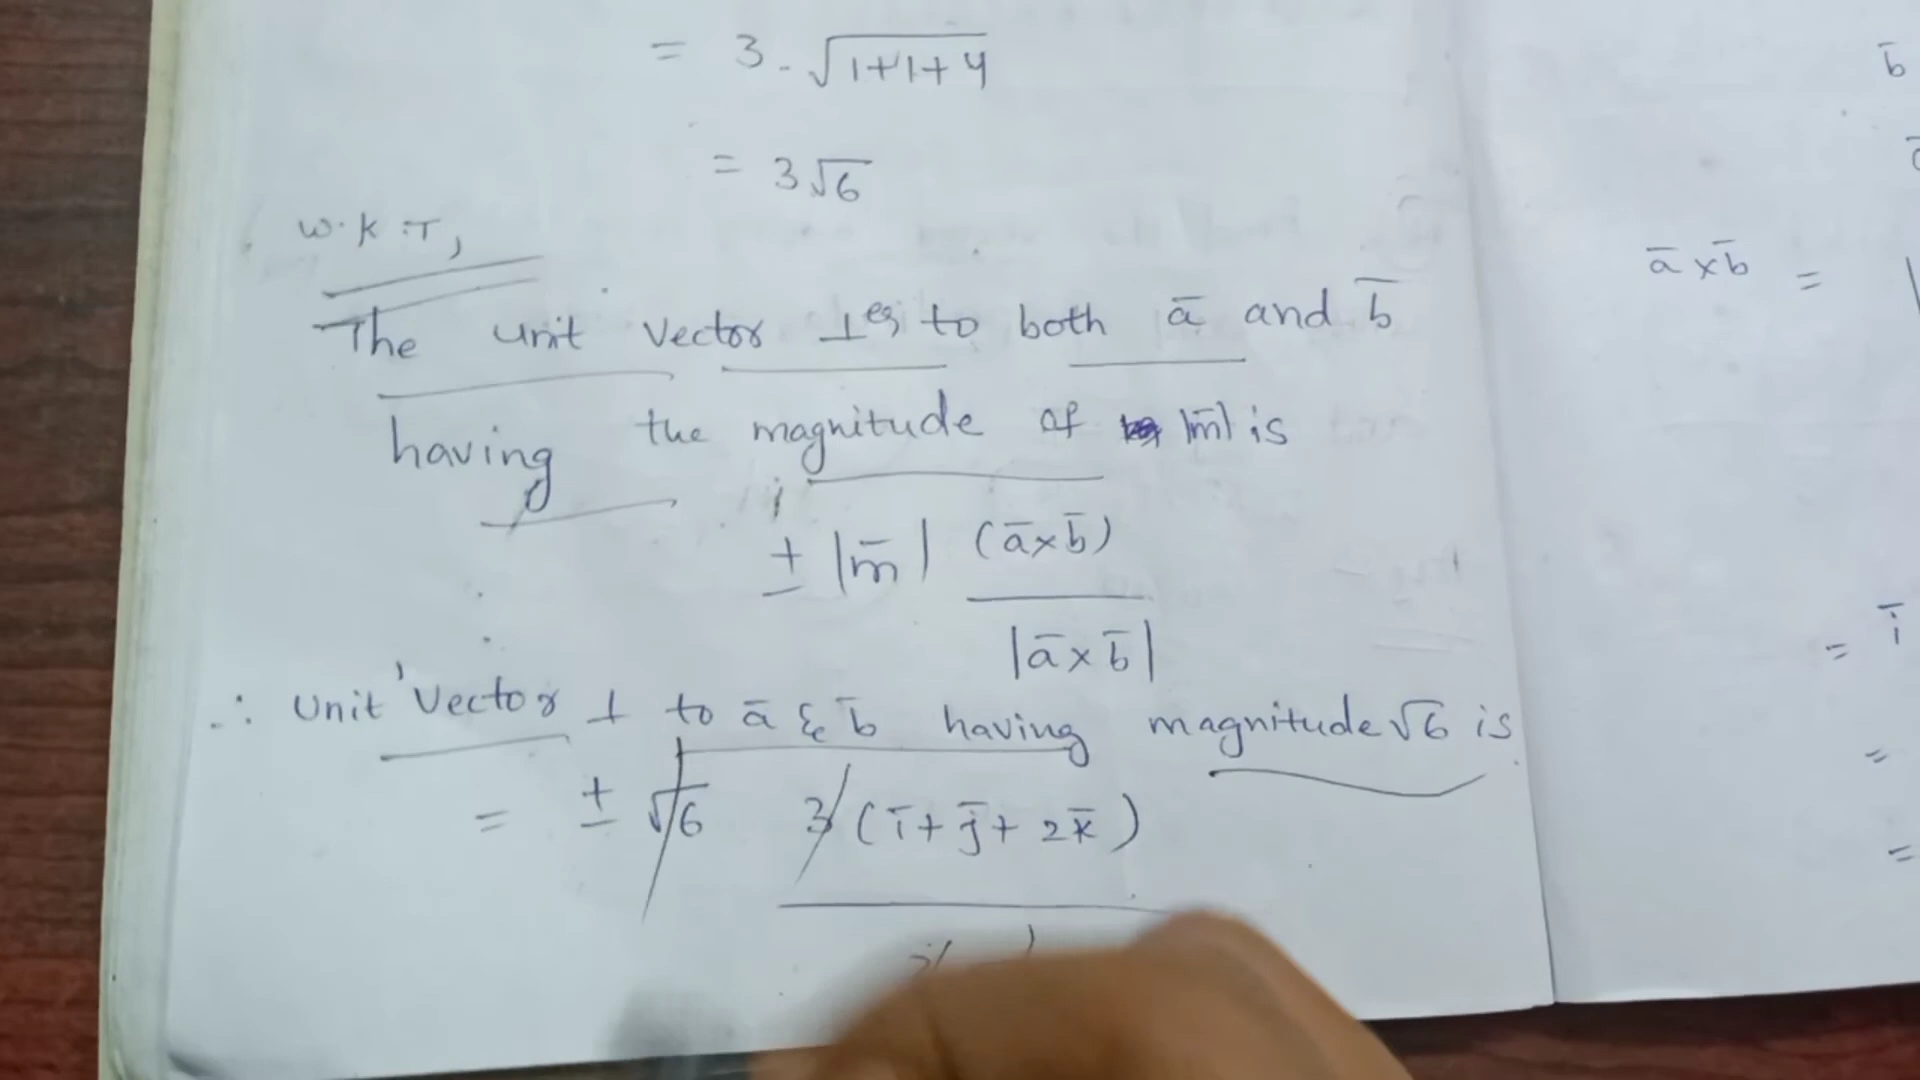 = 3.√1+1+4
= 3√6
W.K.T,
The unit vector ⊥er to both a̅ and b̅
having the magnitude of |m̅| is
± |m̅| (a̅×b̅)
|a̅×b̅|
∴ Unit Vector ⊥ to a̅ & b̅ having magnitude √6 is
= ± √6 3(i̅+j̅+2k̅)
b̅
a̅×b̅ =
= i̅
=
=